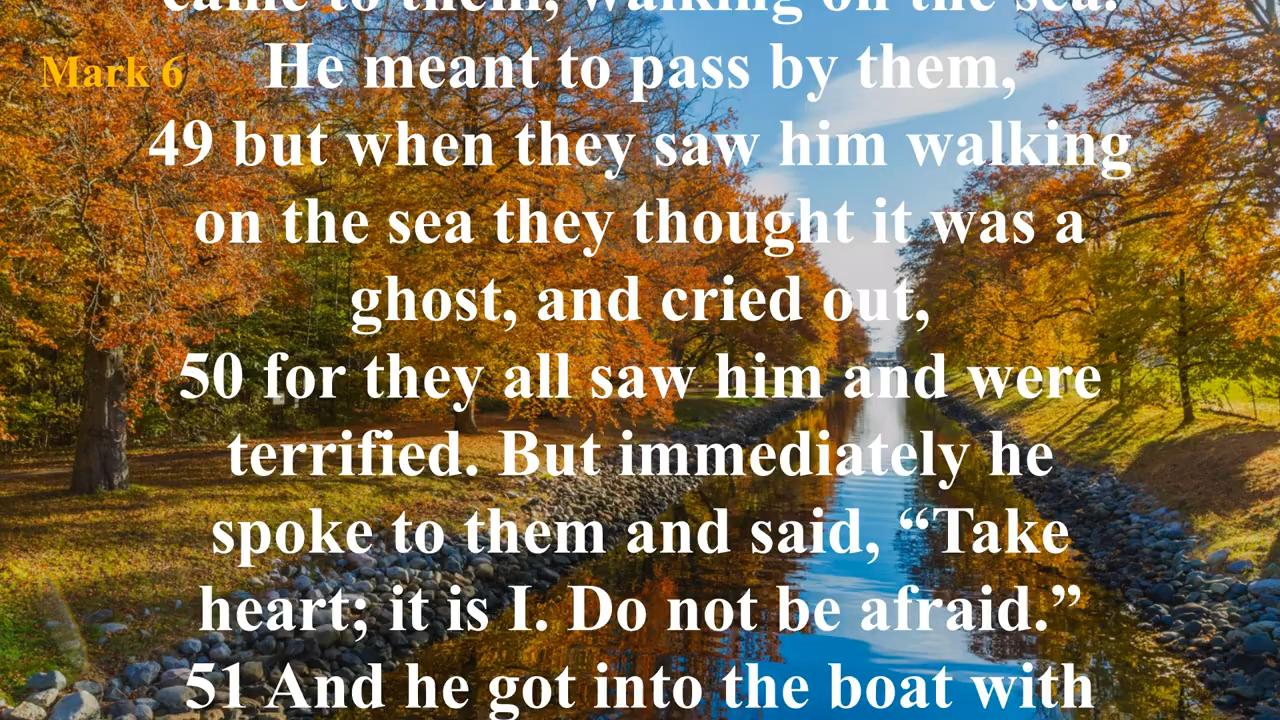 came to them, walking on the sea.
Mark 6
He meant to pass by them,
49 but when they saw him walking
on the sea they thought it was a
ghost, and cried out,
50 for they all saw him and were
terrified. But immediately he
spoke to them and said, “Take
heart; it is I. Do not be afraid.”
51 And he got into the boat with